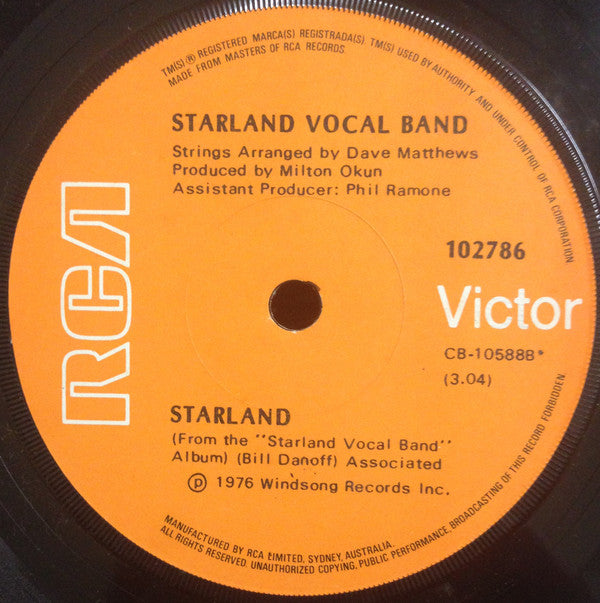 TM(S) ® REGISTERED MARCA(S) REGISTRADA(S). TM(S) USED BY AUTHORITY AND UNDER CONTROL OF RCA CORPORATION.
MADE FROM MASTERS OF RCA RECORDS.
STARLAND VOCAL BAND
Strings Arranged by Dave Matthews
Produced by Milton Okun
Assistant Producer: Phil Ramone
RCA
102786
Victor
CB-10588B*
(3.04)
STARLAND
(From the "Starland Vocal Band"
Album) (Bill Danoff) Associated
℗ 1976 Windsong Records Inc.
MANUFACTURED BY RCA LIMITED, SYDNEY, AUSTRALIA.
ALL RIGHTS RESERVED. UNAUTHORIZED COPYING, PUBLIC PERFORMANCE, BROADCASTING OF THIS RECORD FORBIDDEN.